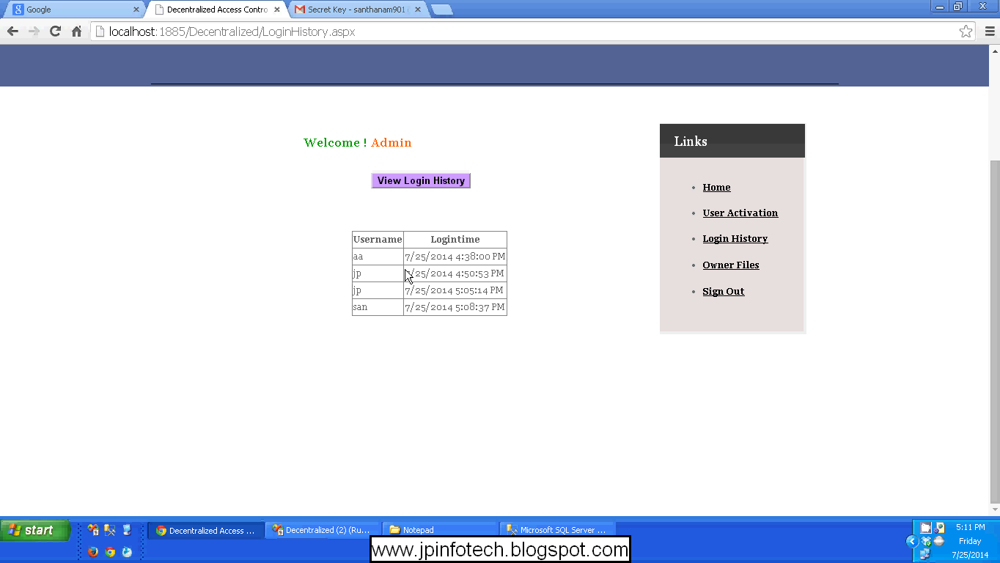 Google
Decentralized Access Contro
Secret Key - santhanam901
localhost:1885/Decentralized/LoginHistory.aspx
Welcome ! Admin
View Login History
Username Logintime
aa 7/25/2014 4:38:00 PM
jp /25/2014 4:50:53 PM
jp 7/25/2014 5:05:14 PM
san 7/25/2014 5:08:37 PM
Links
Home
User Activation
Login History
Owner Files
Sign Out
start
Decentralized Access ...
Decentralized (2) (Ru...
Notepad
Microsoft SQL Server ...
5:11 PM
Friday
7/25/2014
www.jpinfotech.blogspot.com